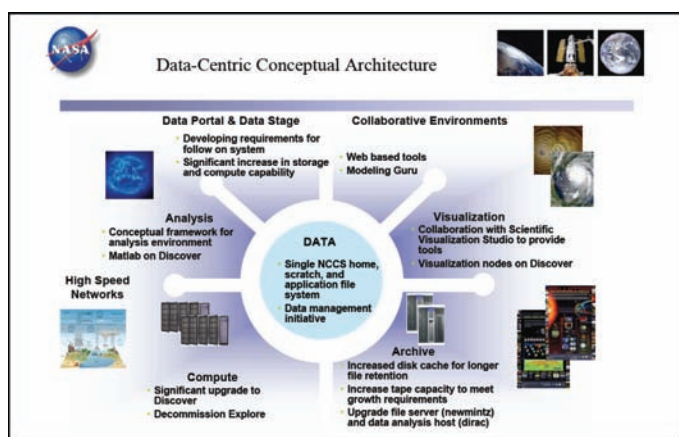 NASA
Data-Centric Conceptual Architecture
Data Portal & Data Stage
• Developing requirements for
follow on system
• Significant increase in storage
and compute capability
Collaborative Environments
• Web based tools
• Modeling Guru
Analysis
• Conceptual framework for
analysis environment
• Matlab on Discover
DATA
• Single NCCS home,
scratch, and
application file
system
• Data management
initiative
Visualization
• Collaboration with Scientific
Visualization Studio to provide
tools
• Visualization nodes on Discover
High Speed
Networks
Compute
• Significant upgrade to
Discover
• Decommission Explore
Archive
• Increased disk cache for longer
file retention
• Increase tape capacity to meet
growth requirements
• Upgrade file server (newmintz)
and data analysis host (dirac)